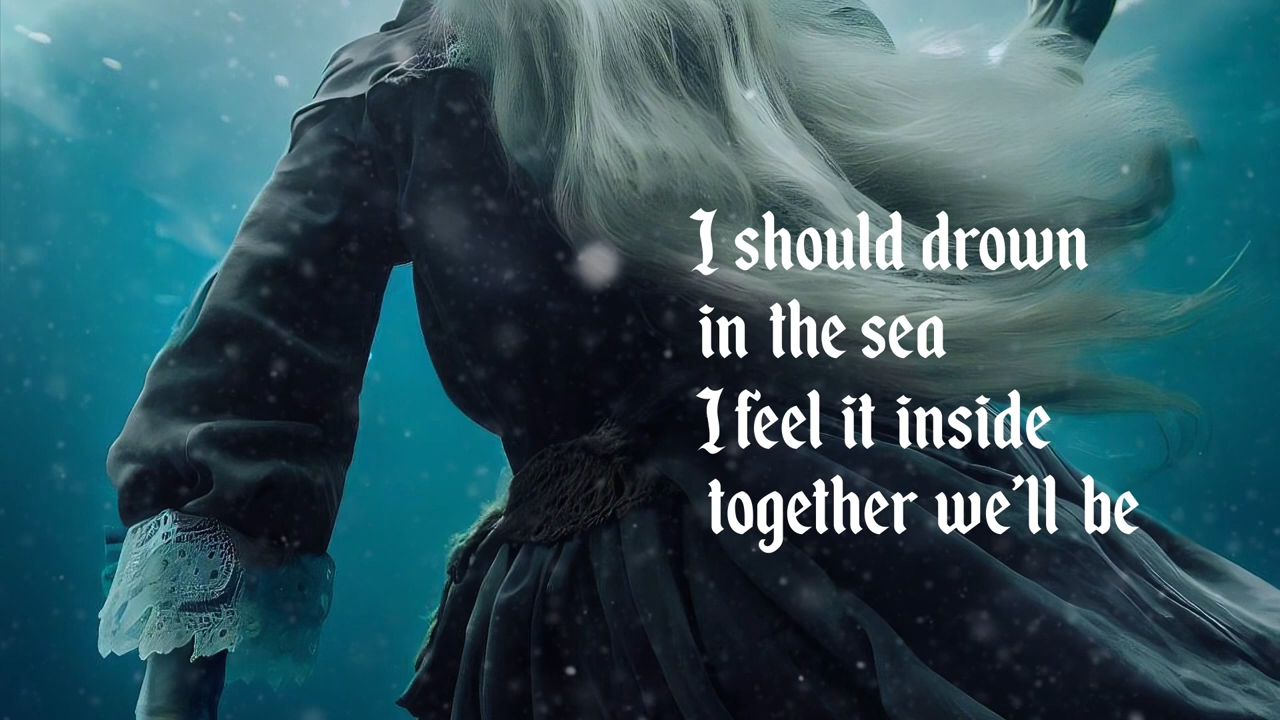 I should drown
in the sea
I feel it inside
together we'll be